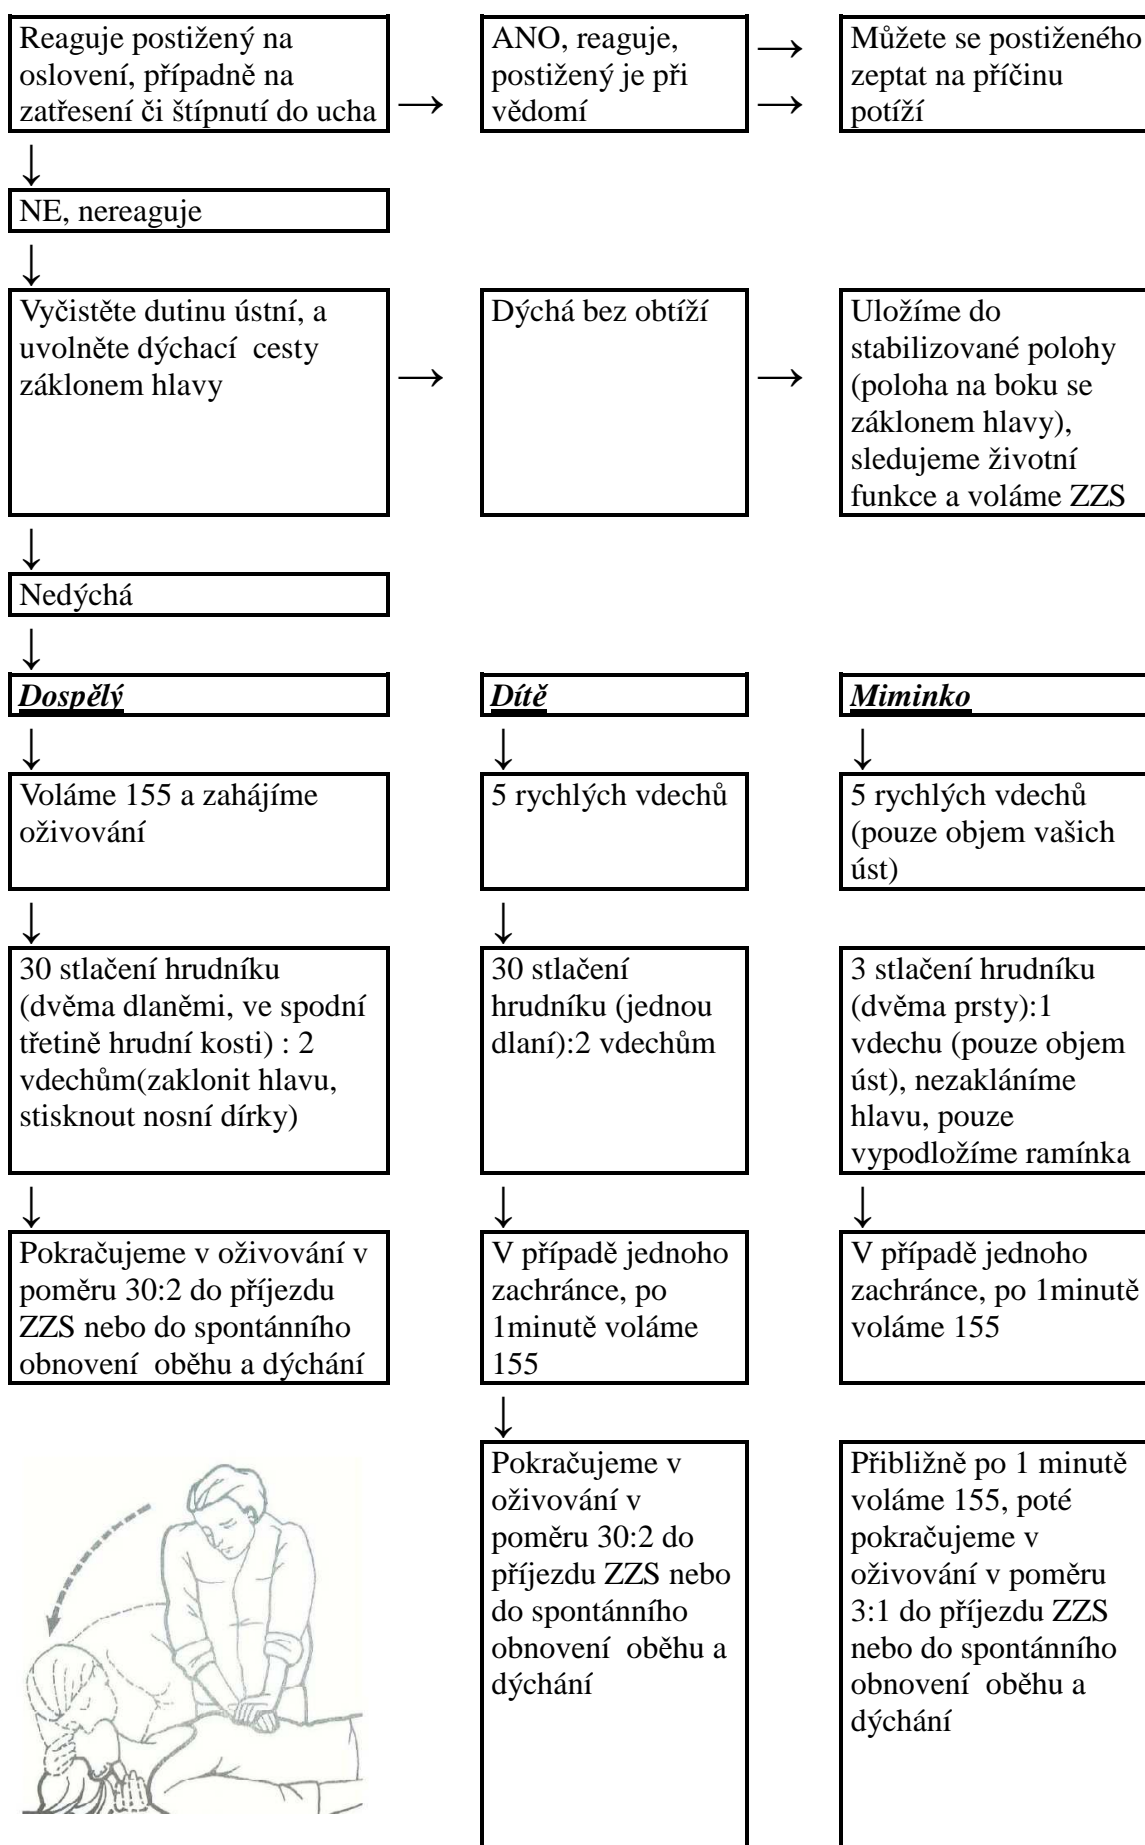 Reaguje postižený na
oslovení, případně na
zatřesení či štípnutí do ucha
ANO, reaguje,
postižený je při
vědomí
Můžete se postiženého
zeptat na příčinu
potíží
NE, nereaguje
Vyčistěte dutinu ústní, a
uvolněte dýchací  cesty
záklonem hlavy
Dýchá bez obtíží
Uložíme do
stabilizované polohy
(poloha na boku se
záklonem hlavy),
sledujeme životní
funkce a voláme ZZS
Nedýchá
Dospělý
Dítě
Miminko
Voláme 155 a zahájíme
oživování
5 rychlých vdechů
5 rychlých vdechů
(pouze objem vašich
úst)
30 stlačení hrudníku
(dvěma dlaněmi, ve spodní
třetině hrudní kosti) : 2
vdechům(zaklonit hlavu,
stisknout nosní dírky)
30 stlačení
hrudníku (jednou
dlaní):2 vdechům
3 stlačení hrudníku
(dvěma prsty):1
vdechu (pouze objem
úst), nezakláníme
hlavu, pouze
vypodložíme ramínka
Pokračujeme v oživování v
poměru 30:2 do příjezdu
ZZS nebo do spontánního
obnovení  oběhu a dýchání
V případě jednoho
zachránce, po
1minutě voláme
155
V případě jednoho
zachránce, po 1minutě
voláme 155
Pokračujeme v
oživování v
poměru 30:2 do
příjezdu ZZS nebo
do spontánního
obnovení  oběhu a
dýchání
Přibližně po 1 minutě
voláme 155, poté
pokračujeme v
oživování v poměru
3:1 do příjezdu ZZS
nebo do spontánního
obnovení  oběhu a
dýchání